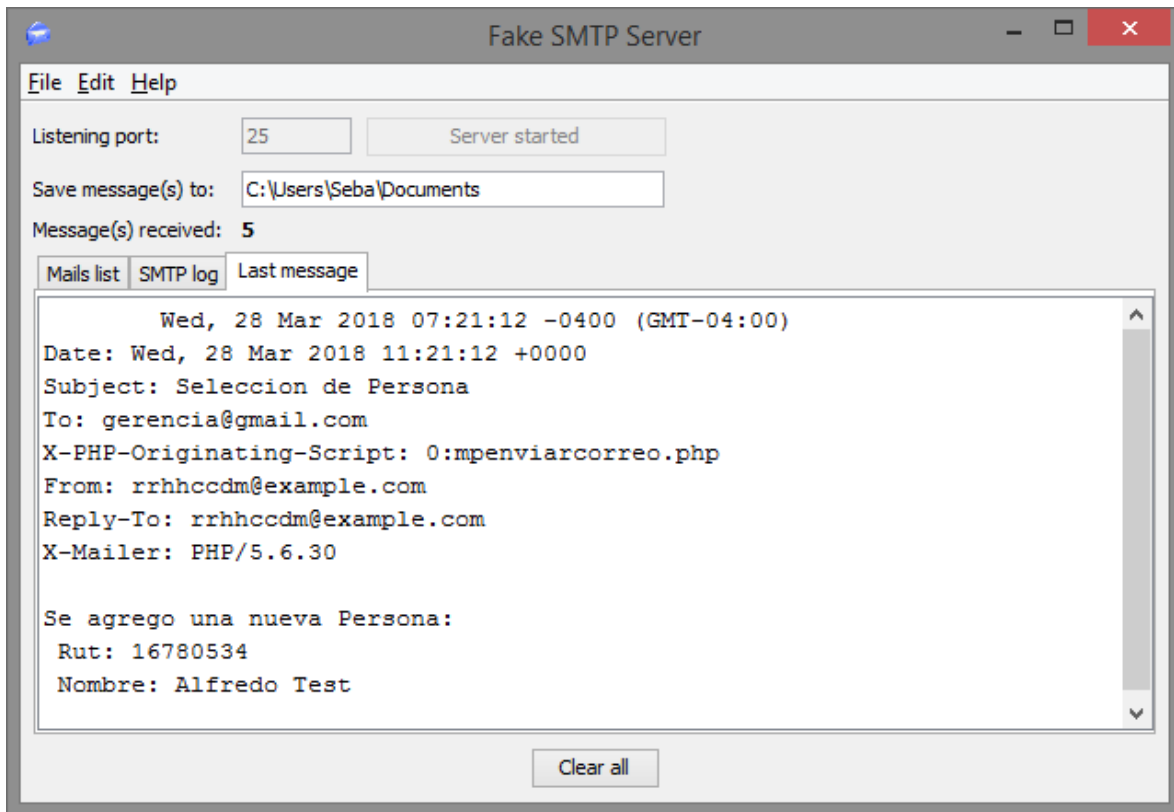 Fake SMTP Server
File Edit Help
Listening port: 25 Server started
Save message(s) to: C:\Users\Seba\Documents
Message(s) received: 5
Mails list SMTP log Last message
Wed, 28 Mar 2018 07:21:12 -0400 (GMT-04:00)
Date: Wed, 28 Mar 2018 11:21:12 +0000
Subject: Seleccion de Persona
To: gerencia@gmail.com
X-PHP-Originating-Script: 0:mpenviarcorreo.php
From: rrhhccdm@example.com
Reply-To: rrhhccdm@example.com
X-Mailer: PHP/5.6.30
Se agrego una nueva Persona:
Rut: 16780534
Nombre: Alfredo Test
Clear all